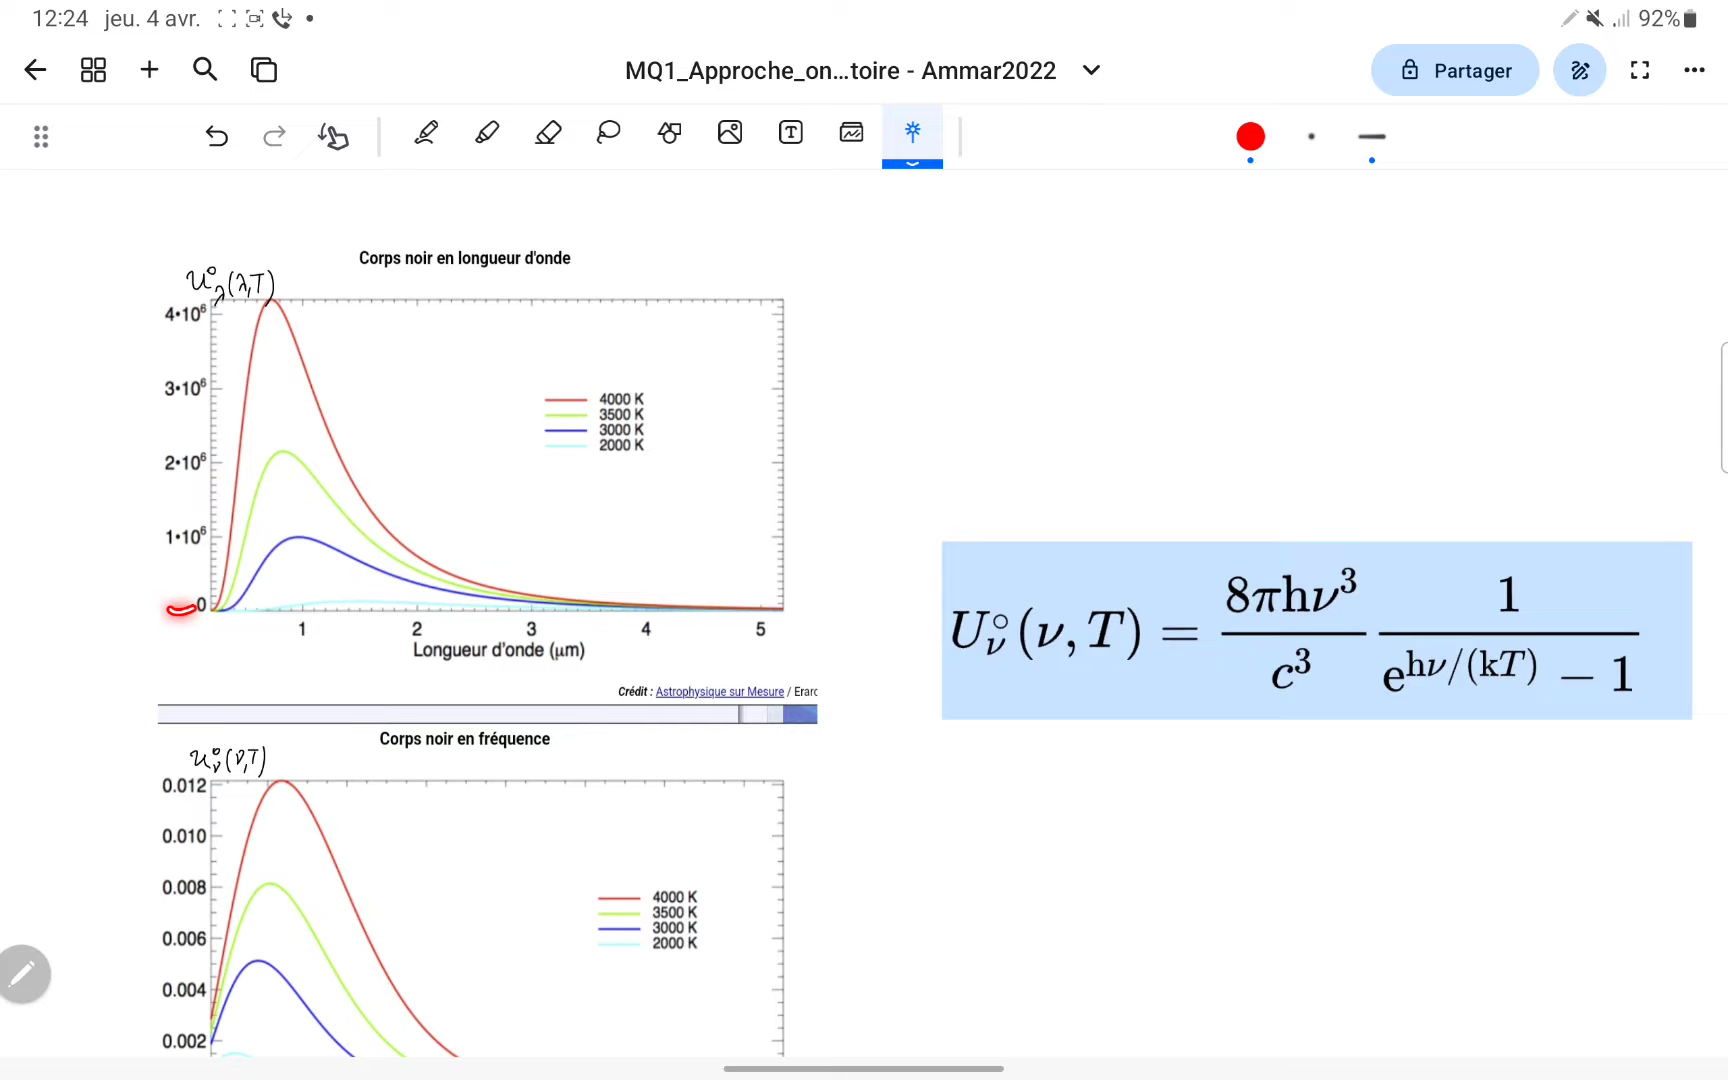 12:24 jeu. 4 avr.
92%
MQ1_Approche_on...toire - Ammar2022
Partager
Corps noir en longueur d'onde
U°λ(λ,T)
4•10⁶
3•10⁶
2•10⁶
1•10⁶
0
4000 K
3500 K
3000 K
2000 K
1 2 3 4 5
Longueur d'onde (μm)
Crédit : Astrophysique sur Mesure / Erard
Corps noir en fréquence
U°ν(ν,T)
0.012
0.010
0.008
0.006
0.004
0.002
4000 K
3500 K
3000 K
2000 K
U°ν(ν, T) = 8πhν³/c³ 1/(e^(hν/(kT)) − 1)